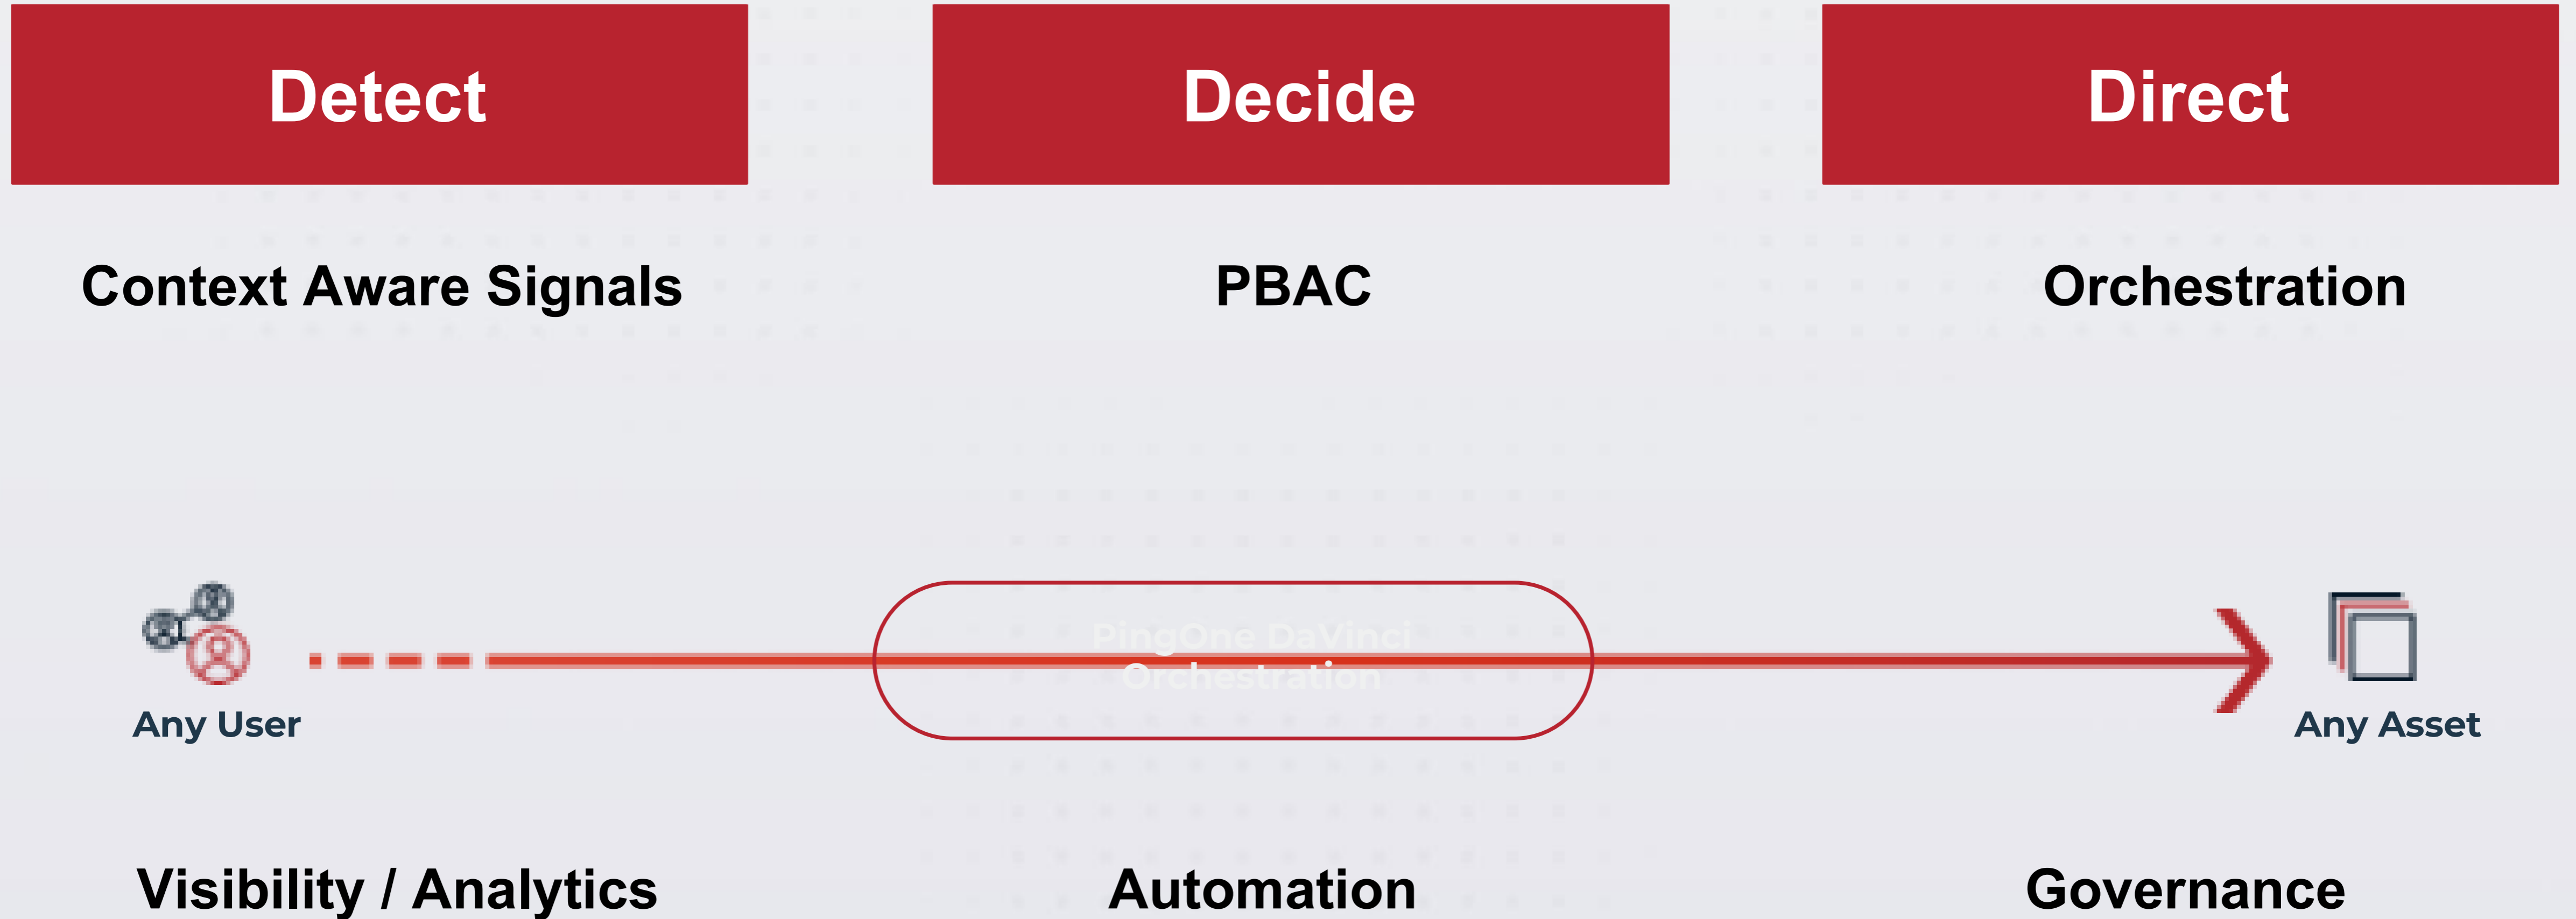 Detect
Decide
Direct
Context Aware Signals
PBAC
Orchestration
PingOne DaVinci
Orchestration
Any User
Any Asset
Visibility / Analytics
Automation
Governance